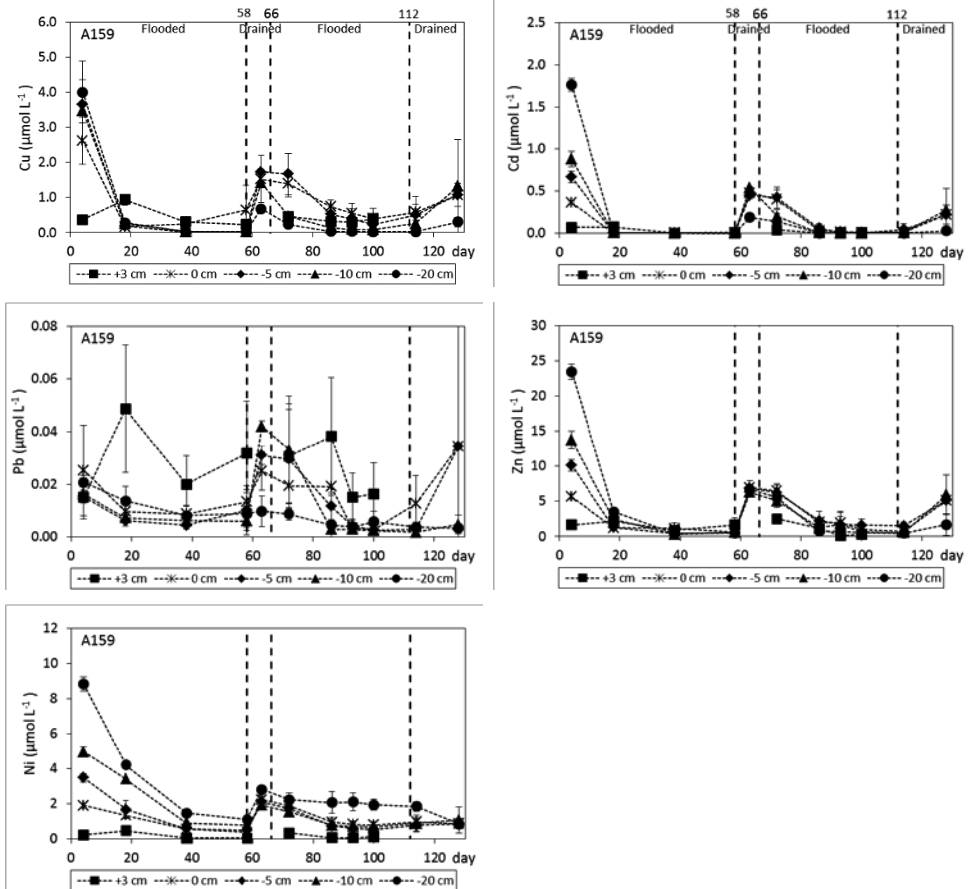 58 66 112
A159 Flooded Drained Flooded Drained
Cu (µmol L⁻¹)
6.0
5.0
4.0
3.0
2.0
1.0
0.0
0 20 40 60 80 100 120 day
+3 cm 0 cm -5 cm -10 cm -20 cm
58 66 112
A159 Flooded Drained Flooded Drained
Cd (µmol L⁻¹)
2.5
2.0
1.5
1.0
0.5
0.0
0 20 40 60 80 100 120 day
+3 cm 0 cm -5 cm -10 cm -20 cm
A159
Pb (µmol L⁻¹)
0.08
0.06
0.04
0.02
0.00
0 20 40 60 80 100 120 day
+3 cm 0 cm -5 cm -10 cm -20 cm
A159
Zn (µmol L⁻¹)
30
25
20
15
10
5
0
0 20 40 60 80 100 120 day
+3 cm 0 cm -5 cm -10 cm -20 cm
A159
Ni (µmol L⁻¹)
12
10
8
6
4
2
0
0 20 40 60 80 100 120 day
+3 cm 0 cm -5 cm -10 cm -20 cm